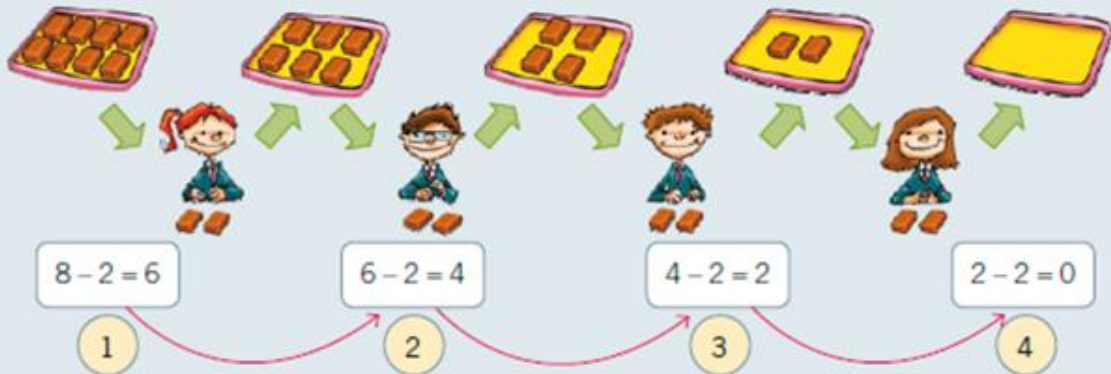 8 – 2 = 6 6 – 2 = 4 4 – 2 = 2 2 – 2 = 0
1 2 3 4